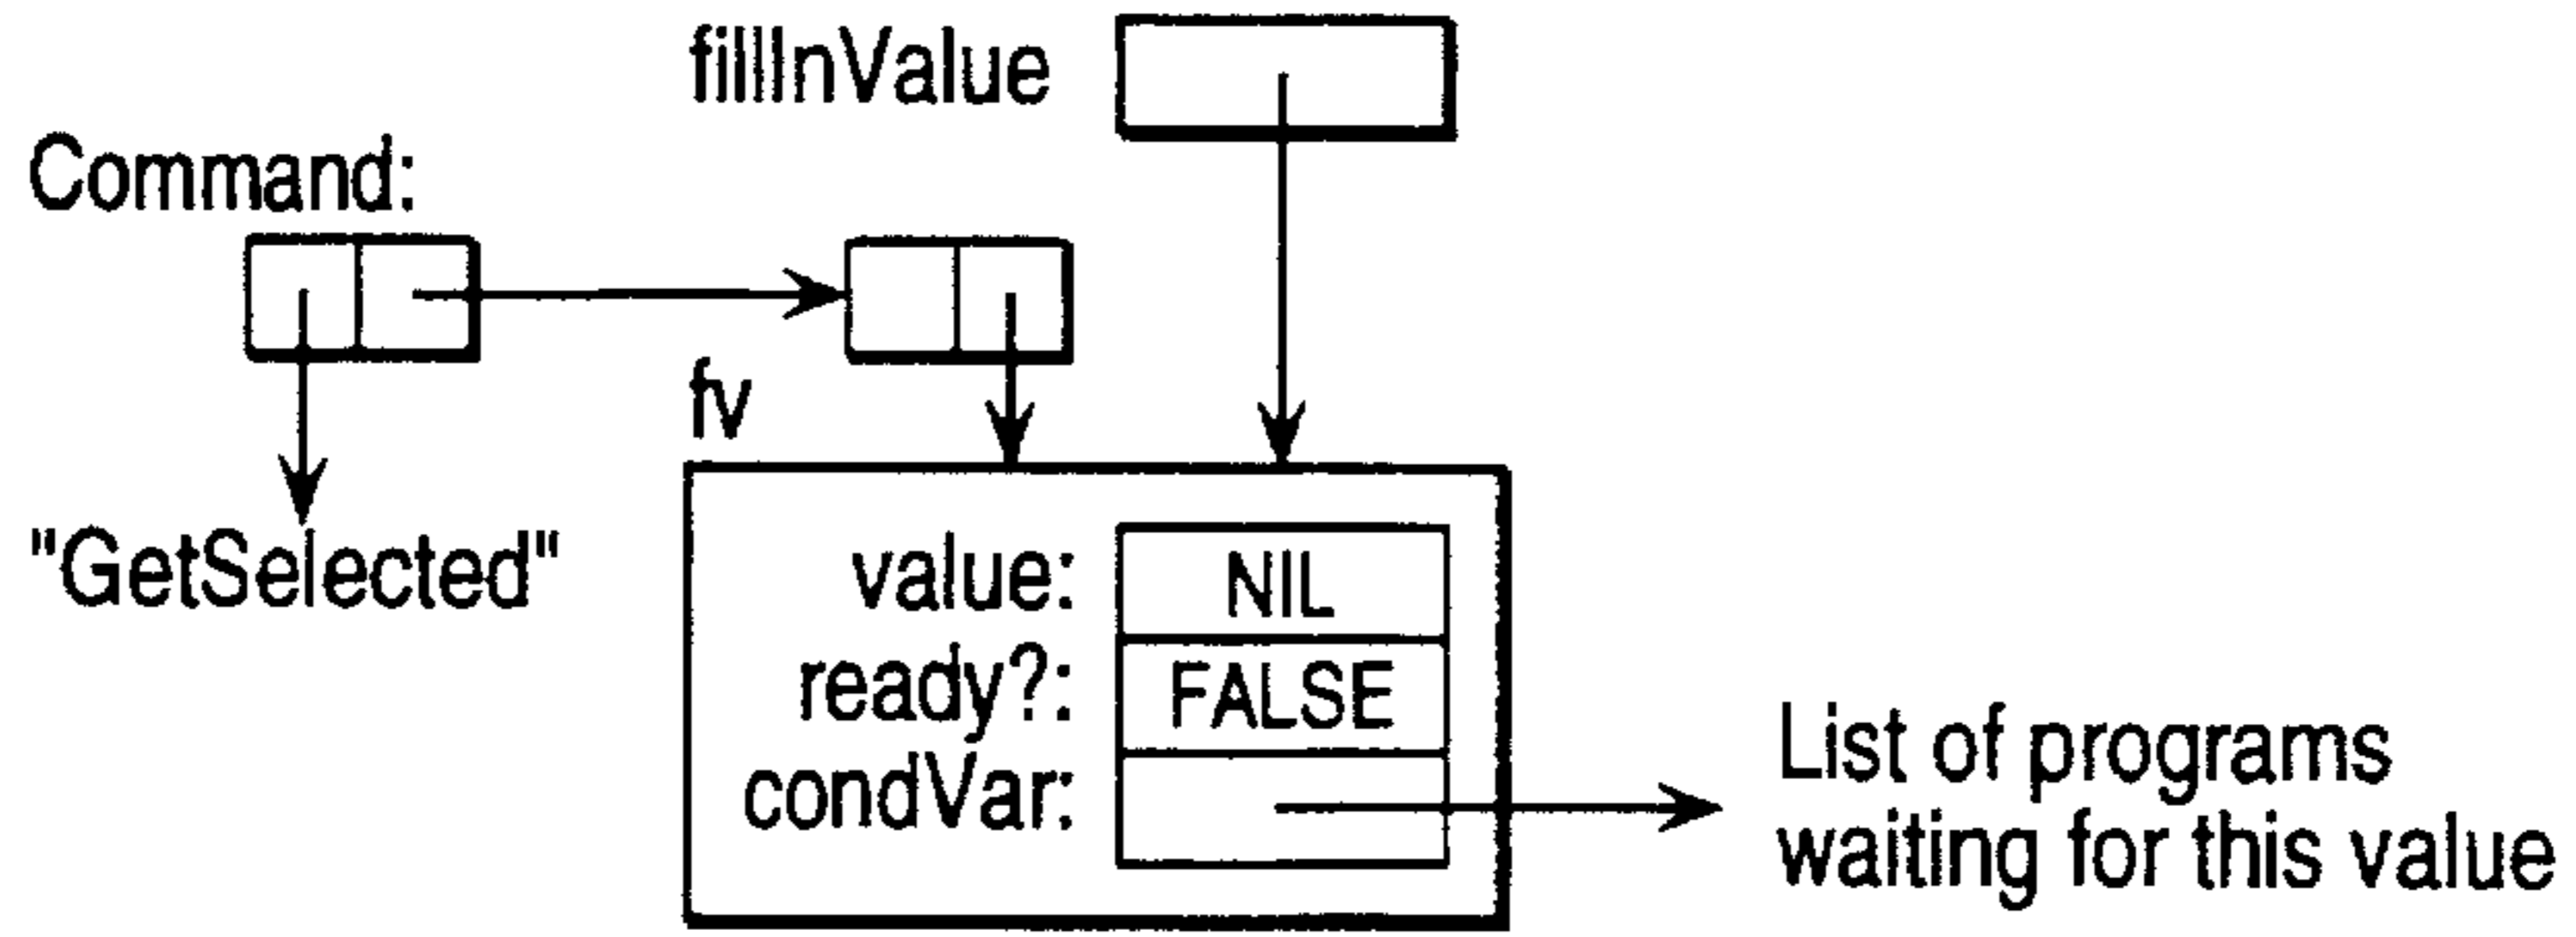 fillInValue
Command:
fv
"GetSelected"
value: NIL
ready?: FALSE
condVar:
List of programs
waiting for this value